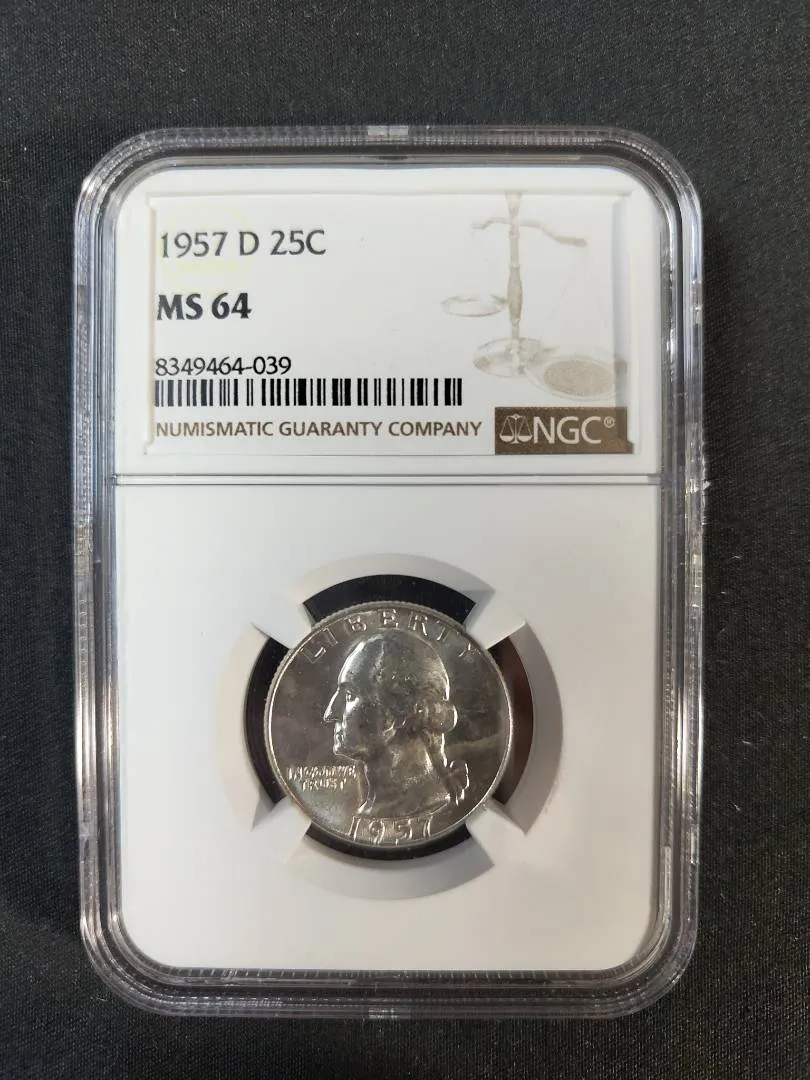 1957 D 25C
MS 64
8349464-039
NUMISMATIC GUARANTY COMPANY NGC®
LIBERTY
IN GOD WE
TRUST
1957